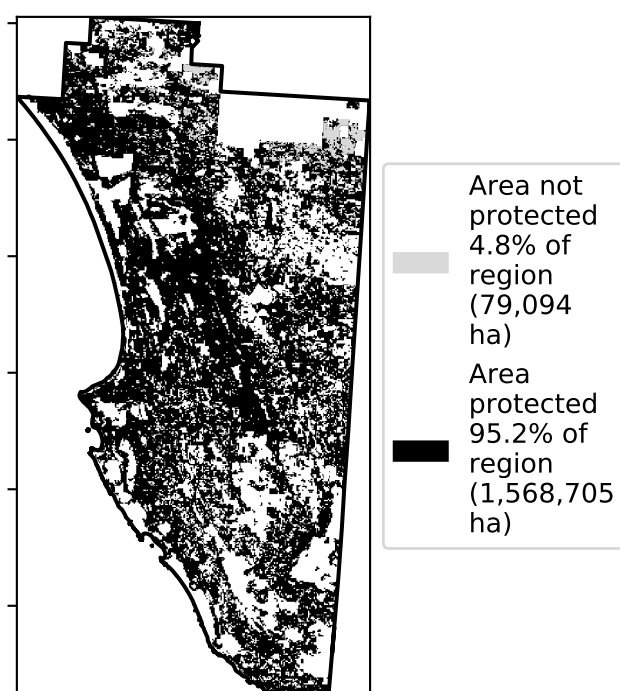 Area not
protected
4.8% of
region
(79,094
ha)
Area
protected
95.2% of
region
(1,568,705
ha)